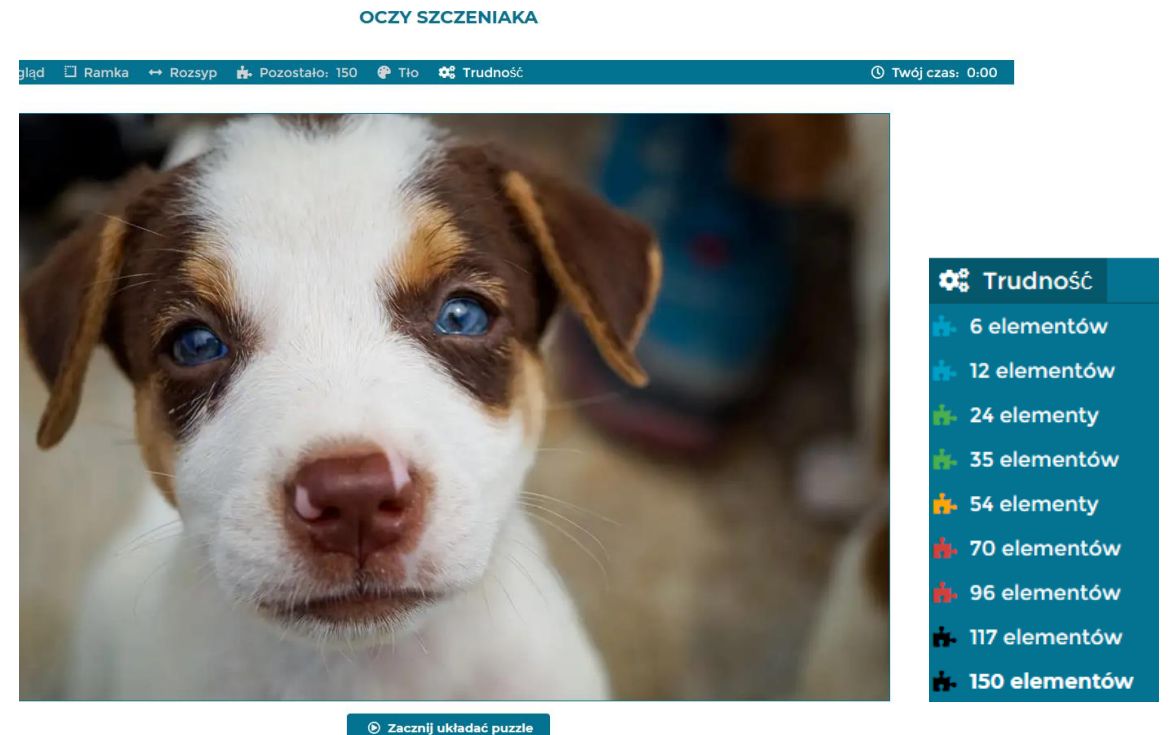 OCZY SZCZENIAKA
gląd Ramka Rozsyp Pozostało: 150 Tło Trudność Twój czas: 0:00
Trudność
6 elementów
12 elementów
24 elementy
35 elementów
54 elementy
70 elementów
96 elementów
117 elementów
150 elementów
Zacznij układać puzzle